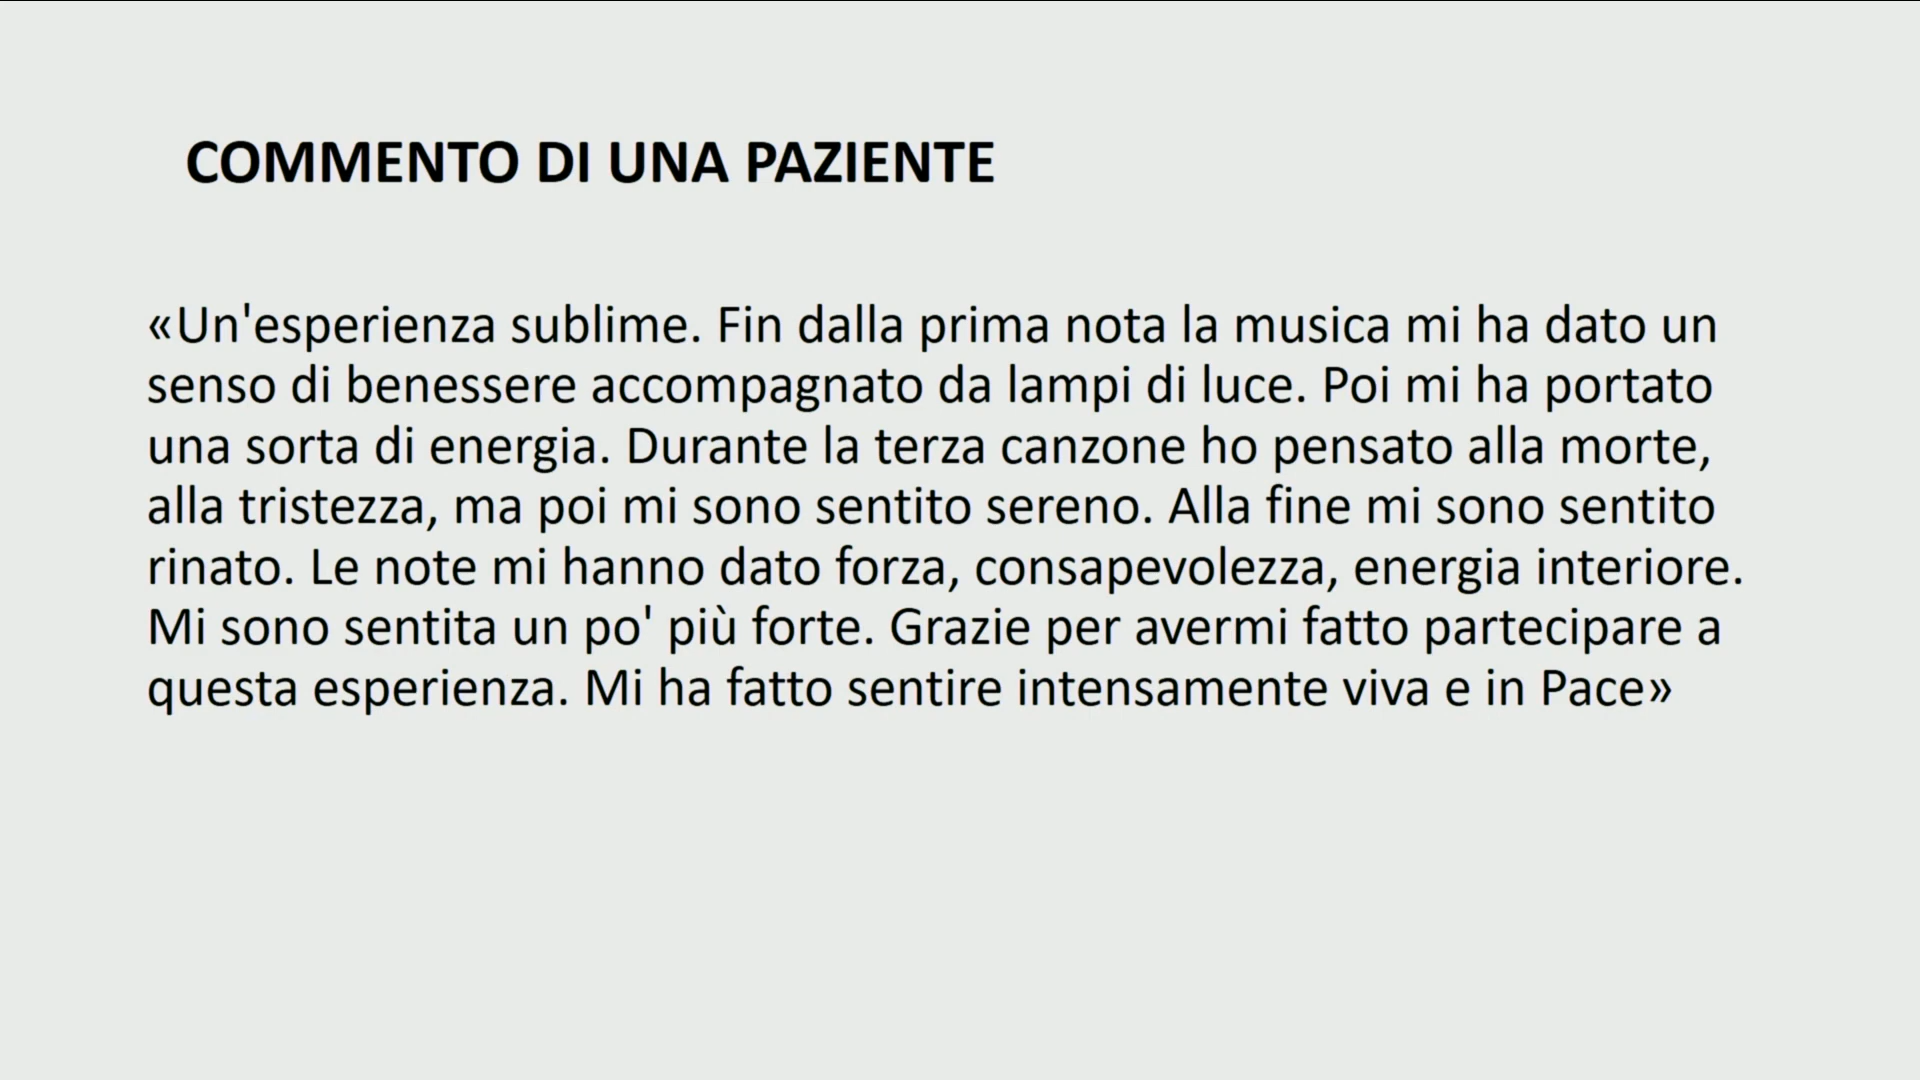 COMMENTO DI UNA PAZIENTE
«Un'esperienza sublime. Fin dalla prima nota la musica mi ha dato un
senso di benessere accompagnato da lampi di luce. Poi mi ha portato
una sorta di energia. Durante la terza canzone ho pensato alla morte,
alla tristezza, ma poi mi sono sentito sereno. Alla fine mi sono sentito
rinato. Le note mi hanno dato forza, consapevolezza, energia interiore.
Mi sono sentita un po' più forte. Grazie per avermi fatto partecipare a
questa esperienza. Mi ha fatto sentire intensamente viva e in Pace»